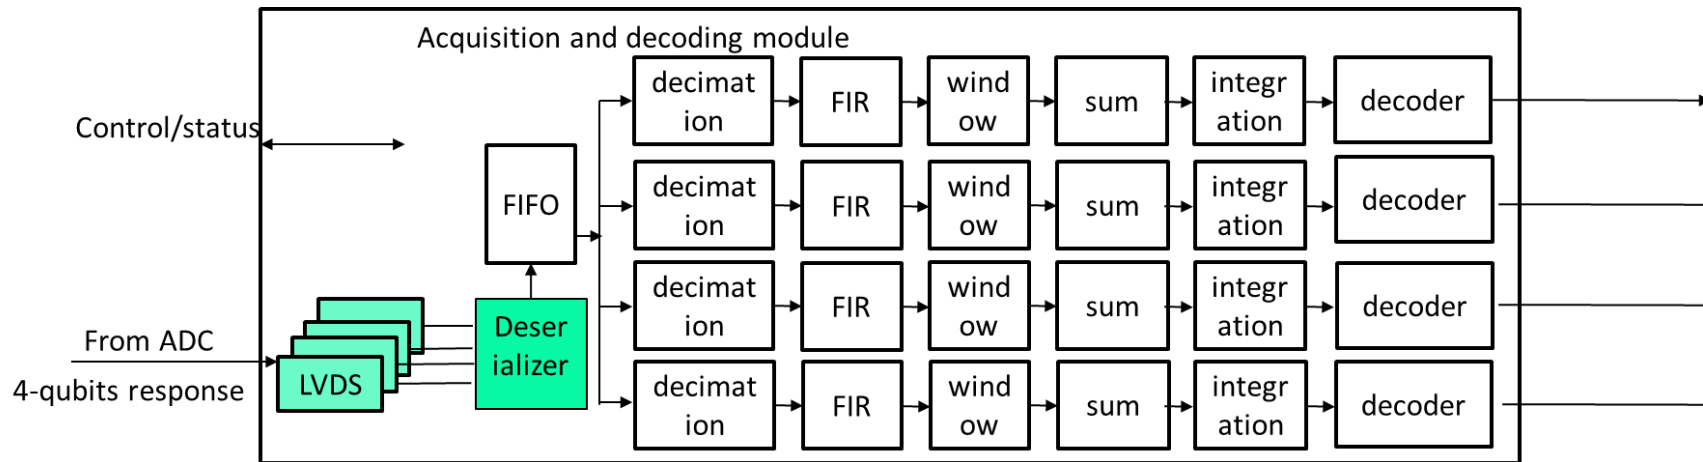 Acquisition and decoding module
Control/status
From ADC
4-qubits response
LVDS
Deser
ializer
FIFO
decimat
ion
FIR
wind
ow
sum
integr
ation
decoder
decimat
ion
FIR
wind
ow
sum
integr
ation
decoder
decimat
ion
FIR
wind
ow
sum
integr
ation
decoder
decimat
ion
FIR
wind
ow
sum
integr
ation
decoder